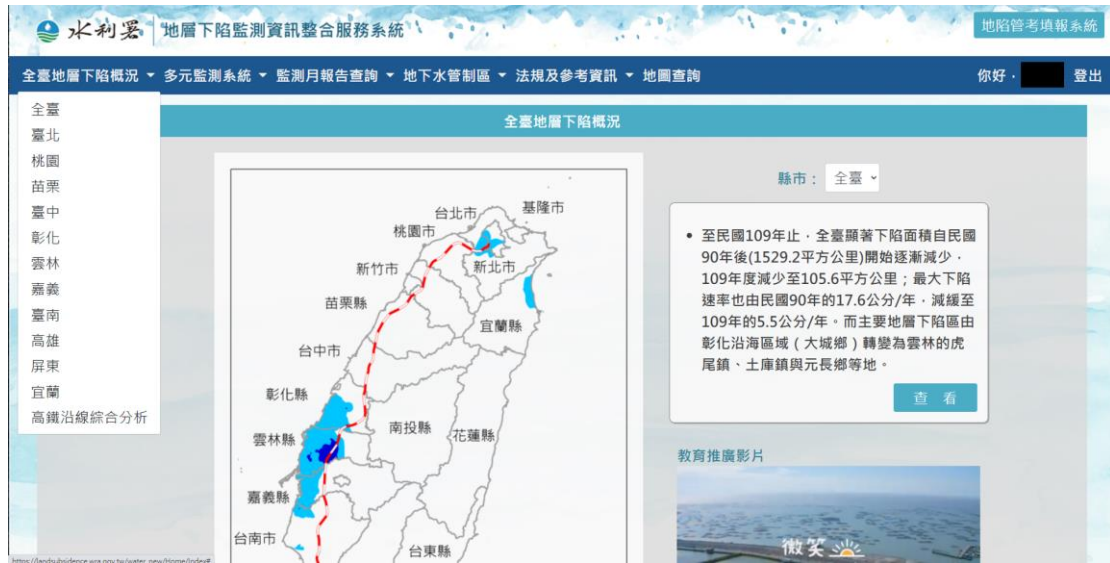 水利署 地層下陷監測資訊整合服務系統
地陷管考填報系統
全臺地層下陷概況 多元監測系統 監測月報告查詢 地下水管制區 法規及參考資訊 地圖查詢 你好, 登出
全臺
臺北
桃園
苗栗
臺中
彰化
雲林
嘉義
臺南
高雄
屏東
宜蘭
高鐵沿線綜合分析
全臺地層下陷概況
台北市
基隆市
桃園市
新竹市
新北市
苗栗縣
宜蘭縣
台中市
彰化縣
南投縣
花蓮縣
雲林縣
嘉義縣
台南市
台東縣
縣市: 全臺
• 至民國109年止,全臺顯著下陷面積自民國
90年後(1529.2平方公里)開始逐漸減少,
109年度減少至105.6平方公里;最大下陷
速率也由民國90年的17.6公分/年,減緩至
109年的5.5公分/年。而主要地層下陷區由
彰化沿海區域(大城鄉)轉變為雲林的虎
尾鎮、土庫鎮與元長鄉等地。
查 看
教育推廣影片
微笑
https://landsubsidence.wra.gov.tw/water_new/Home/Index#